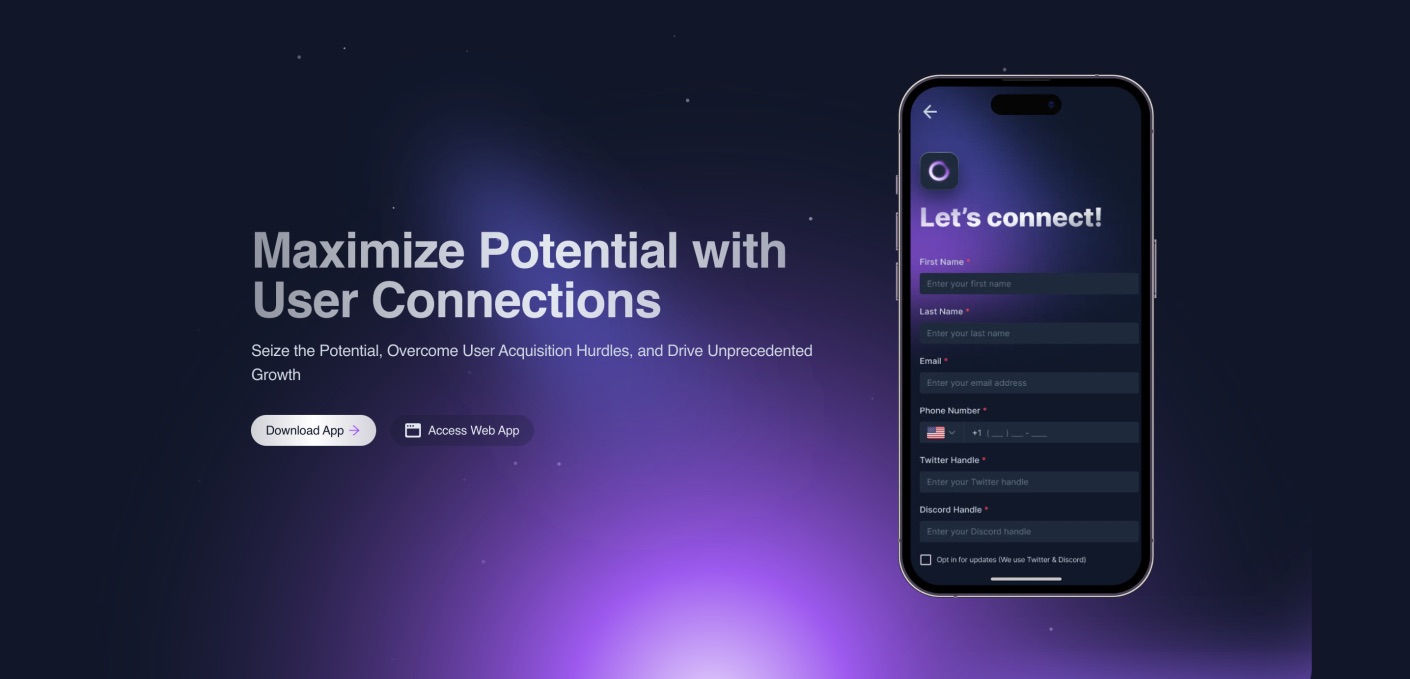 Maximize Potential with
User Connections
Seize the Potential, Overcome User Acquisition Hurdles, and Drive Unprecedented
Growth
Download App
Access Web App
Let's connect!
First Name *
Enter your first name
Last Name *
Enter your last name
Email *
Enter your email address
Phone Number *
+1 (___) ___-____
Twitter Handle *
Enter your Twitter handle
Discord Handle *
Enter your Discord handle
Opt in for updates (We use Twitter & Discord)